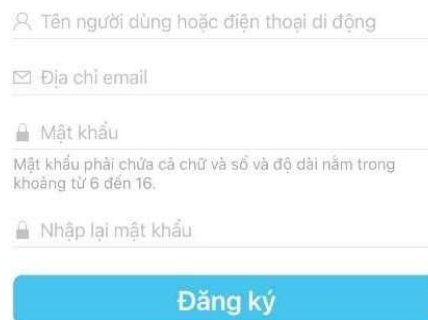 Tên người dùng hoặc điện thoại di động
Địa chỉ email
Mật khẩu
Mật khẩu phải chứa cả chữ và số và độ dài nằm trong
khoảng từ 6 đến 16.
Nhập lại mật khẩu
Đăng ký